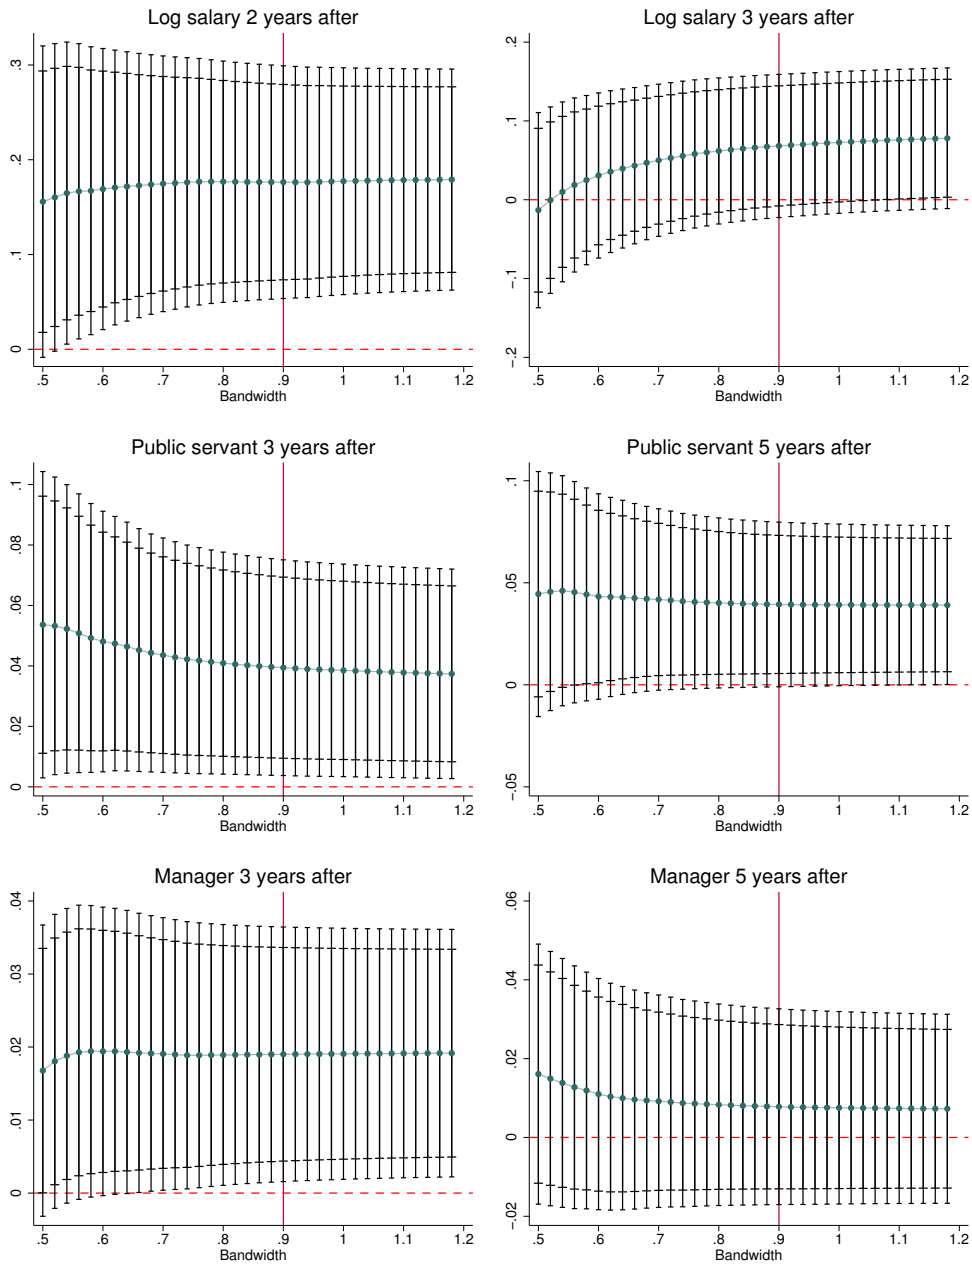 Log salary 2 years after
.3
.2
.1
0
.5 .6 .7 .8 .9 1 1.1 1.2
Bandwidth
Log salary 3 years after
.2
.1
0
-.1
-.2
.5 .6 .7 .8 .9 1 1.1 1.2
Bandwidth
Public servant 3 years after
.1
.08
.06
.04
.02
0
.5 .6 .7 .8 .9 1 1.1 1.2
Bandwidth
Public servant 5 years after
.1
.05
0
-.05
.5 .6 .7 .8 .9 1 1.1 1.2
Bandwidth
Manager 3 years after
.04
.03
.02
.01
0
.5 .6 .7 .8 .9 1 1.1 1.2
Bandwidth
Manager 5 years after
.06
.04
.02
0
-.02
.5 .6 .7 .8 .9 1 1.1 1.2
Bandwidth